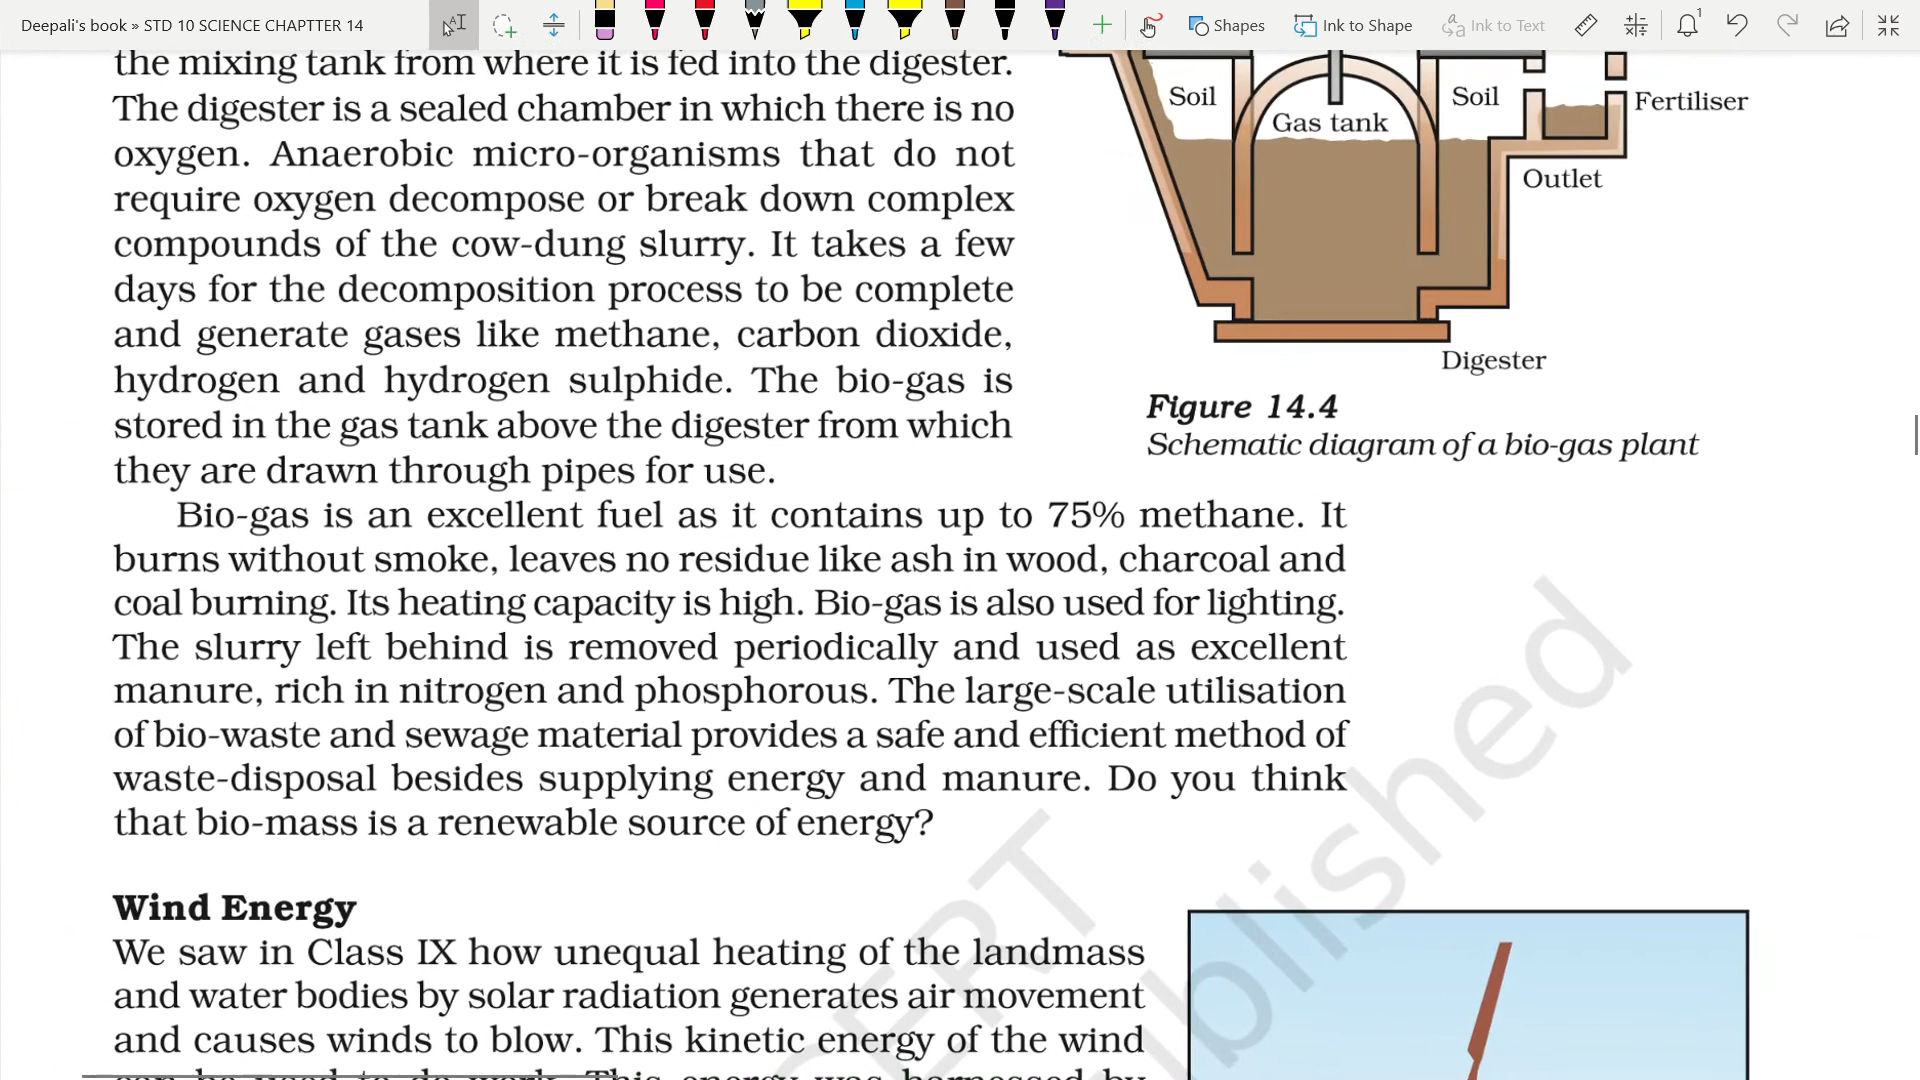 Deepali's book » STD 10 SCIENCE CHAPTTER 14
Shapes
Ink to Shape
Ink to Text
1
the mixing tank from where it is fed into the digester.
The digester is a sealed chamber in which there is no
oxygen. Anaerobic micro-organisms that do not
require oxygen decompose or break down complex
compounds of the cow-dung slurry. It takes a few
days for the decomposition process to be complete
and generate gases like methane, carbon dioxide,
hydrogen and hydrogen sulphide. The bio-gas is
stored in the gas tank above the digester from which
they are drawn through pipes for use.
Soil
Gas tank
Soil
Fertiliser
Outlet
Digester
Figure 14.4
Schematic diagram of a bio-gas plant
Bio-gas is an excellent fuel as it contains up to 75% methane. It
burns without smoke, leaves no residue like ash in wood, charcoal and
coal burning. Its heating capacity is high. Bio-gas is also used for lighting.
The slurry left behind is removed periodically and used as excellent
manure, rich in nitrogen and phosphorous. The large-scale utilisation
of bio-waste and sewage material provides a safe and efficient method of
waste-disposal besides supplying energy and manure. Do you think
that bio-mass is a renewable source of energy?
Wind Energy
We saw in Class IX how unequal heating of the landmass
and water bodies by solar radiation generates air movement
and causes winds to blow. This kinetic energy of the wind
can be used to do work. This energy was harnessed by